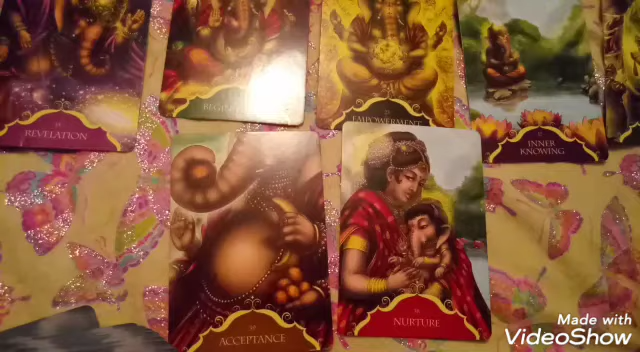 REVELATION
EMPOWERMENT
INNER
KNOWING
ACCEPTANCE
NURTURE
Made with
VideoShow